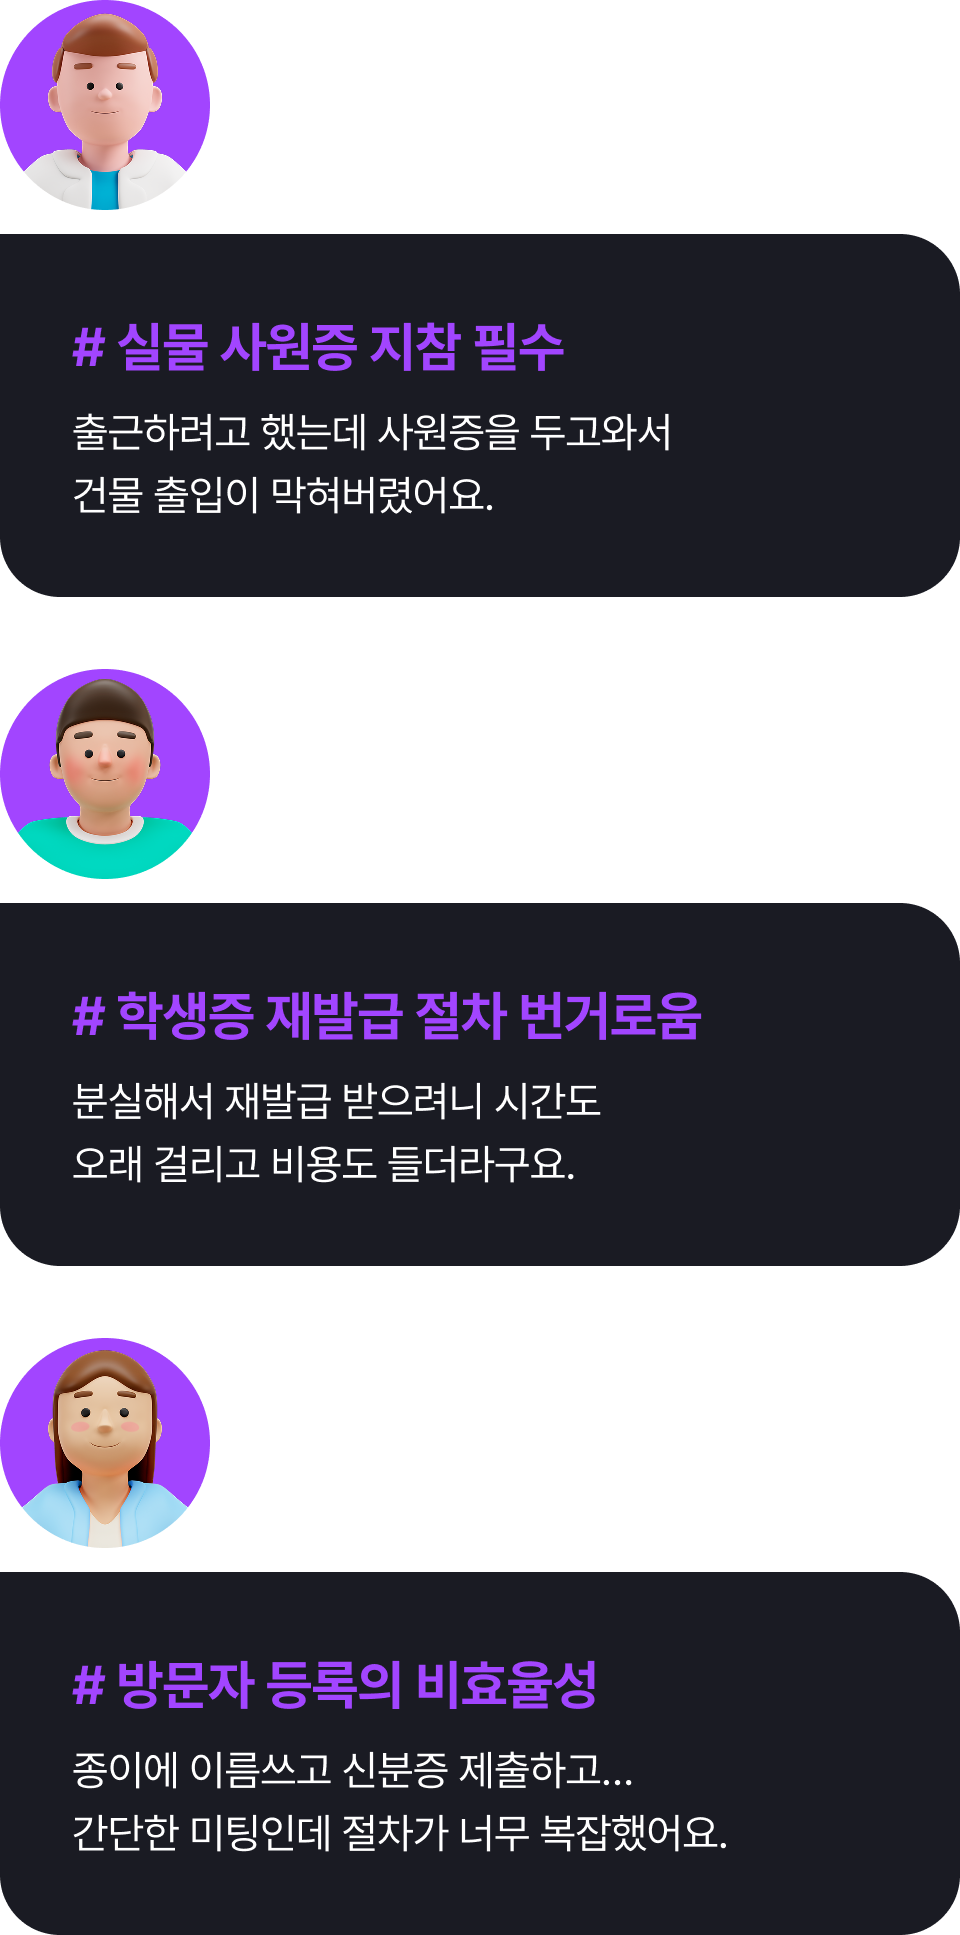 # 실물 사원증 지참 필수
출근하려고 했는데 사원증을 두고와서
건물 출입이 막혀버렸어요.
# 학생증 재발급 절차 번거로움
분실해서 재발급 받으려니 시간도
오래 걸리고 비용도 들더라구요.
# 방문자 등록의 비효율성
종이에 이름쓰고 신분증 제출하고...
간단한 미팅인데 절차가 너무 복잡했어요.